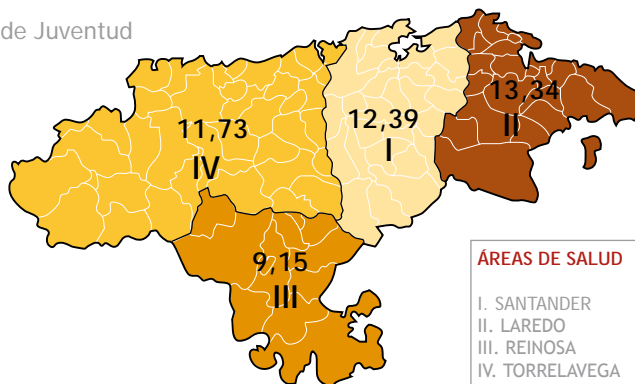 de Juventud
13,34
II
12,39
I
11,73
IV
9,15
III
ÁREAS DE SALUD
I. SANTANDER
II. LAREDO
III. REINOSA
IV. TORRELAVEGA